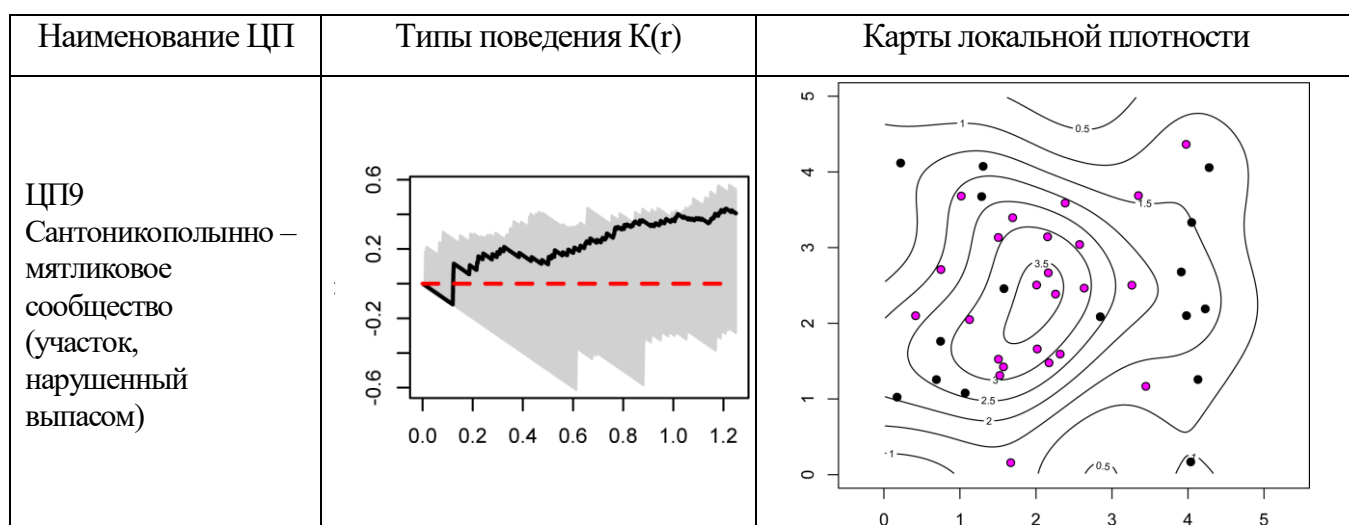 Наименование ЦП
Типы поведения K(r)
Карты локальной плотности
ЦП9
Сантоникополынно –
мятликовое
сообщество
(участок,
нарушенный
выпасом)
0.6
0.2
-0.2
-0.6
0.0 0.2 0.4 0.6 0.8 1.0 1.2
5
4
3
2
1
0
0 1 2 3 4 5
1
0.5
1.5
3.5
3
2.5
2
1
0.5
1